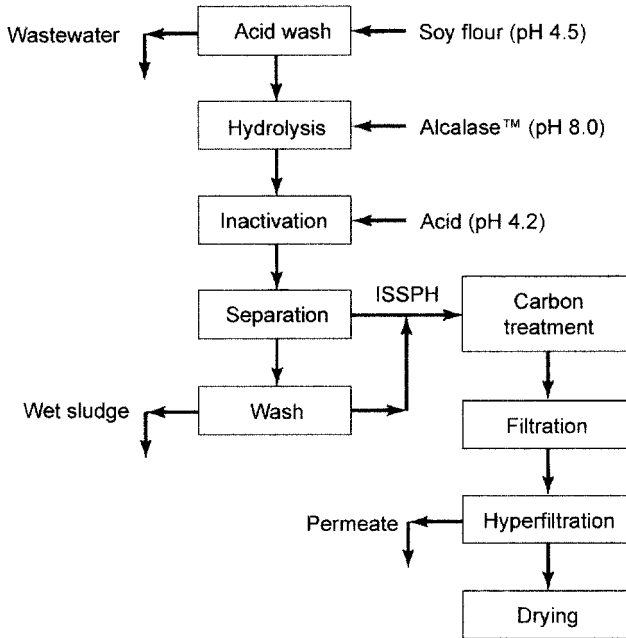 Wastewater
Acid wash
Soy flour (pH 4.5)
Hydrolysis
Alcalase™ (pH 8.0)
Inactivation
Acid (pH 4.2)
Separation
ISSPH
Carbon
treatment
Wet sludge
Wash
Filtration
Permeate
Hyperfiltration
Drying